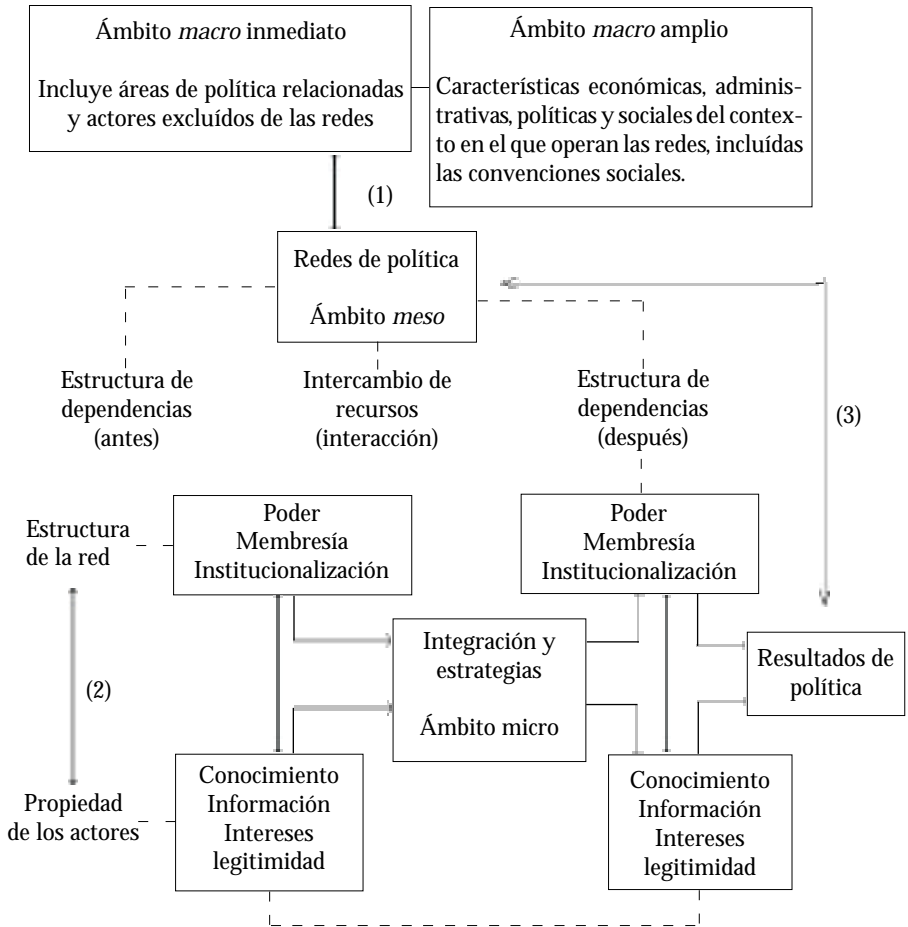 Ámbito macro inmediato
Incluye áreas de política relacionadas
y actores excluídos de las redes
Ámbito macro amplio
Características económicas, adminis-
trativas, políticas y sociales del contex-
to en el que operan las redes, incluídas
las convenciones sociales.
(1)
Redes de política
Ámbito meso
Estructura de
dependencias
(antes)
Intercambio de
recursos
(interacción)
Estructura de
dependencias
(después)
(3)
Estructura
de la red
Poder
Membresía
Institucionalización
Poder
Membresía
Institucionalización
(2)
Integración y
estrategias
Ámbito micro
Resultados de
política
Propiedad
de los actores
Conocimiento
Información
Intereses
legitimidad
Conocimiento
Información
Intereses
legitimidad